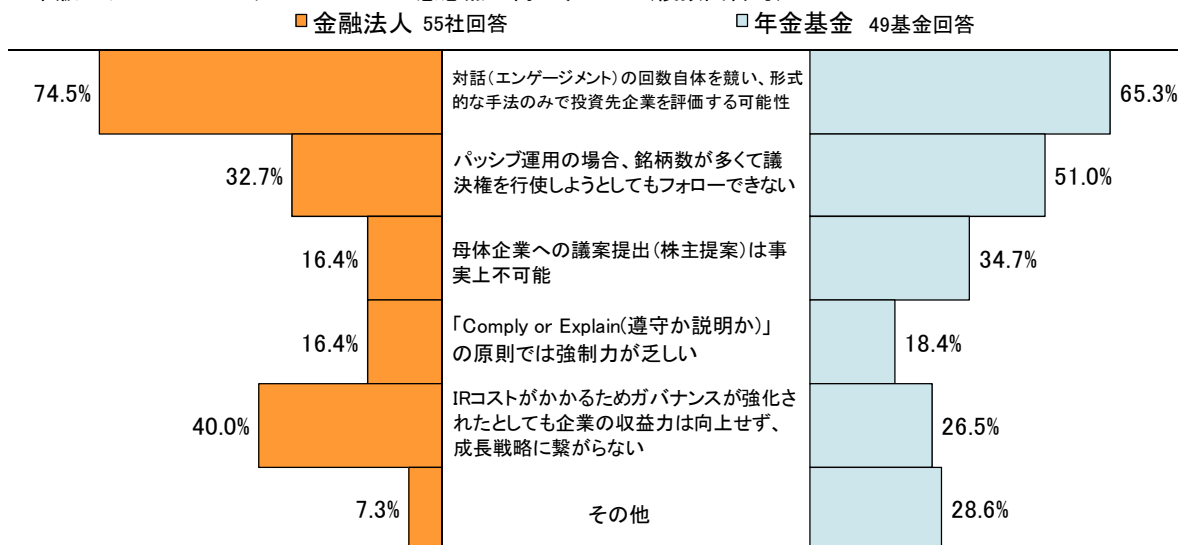 金融法人 55社回答
年金基金 49基金回答
74.5%
対話(エンゲージメント)の回数自体を競い、形式
的な手法のみで投資先企業を評価する可能性
65.3%
32.7%
パッシブ運用の場合、銘柄数が多くて議
決権を行使しようとしてもフォローできない
51.0%
16.4%
母体企業への議案提出(株主提案)は事
実上不可能
34.7%
16.4%
「Comply or Explain(遵守か説明か)」
の原則では強制力が乏しい
18.4%
40.0%
IRコストがかかるためガバナンスが強化さ
れたとしても企業の収益力は向上せず、
成長戦略に繋がらない
26.5%
7.3%
その他
28.6%